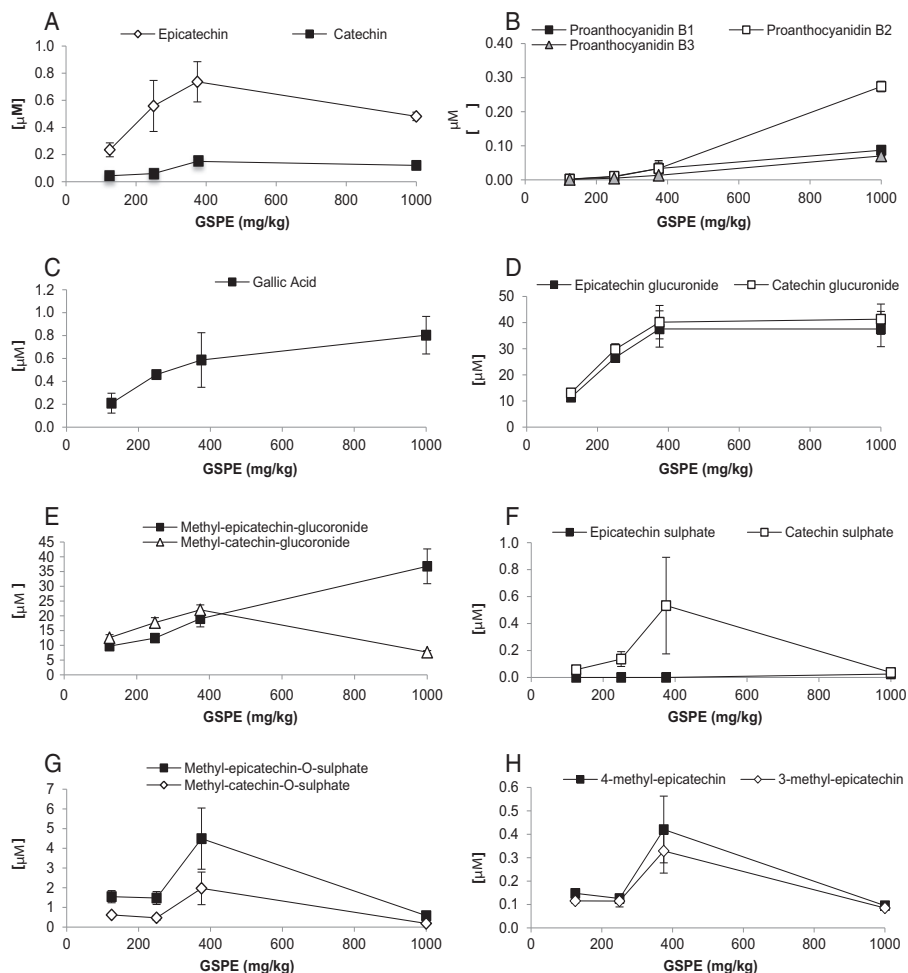 A
Epicatechin Catechin
[μM]
1.0
0.8
0.6
0.4
0.2
0.0
0 200 400 600 800 1000
GSPE (mg/kg)
B
Proanthocyanidin B1 Proanthocyanidin B2
Proanthocyanidin B3
μM
[ ]
0.40
0.30
0.20
0.10
0.00
0 200 400 600 800 1000
GSPE (mg/kg)
C
Gallic Acid
[μM]
1.2
1.0
0.8
0.6
0.4
0.2
0.0
0 200 400 600 800 1000
GSPE (mg/kg)
D
Epicatechin glucuronide Catechin glucuronide
[μM]
50
40
30
20
10
0
0 200 400 600 800 1000
GSPE (mg/kg)
E
Methyl-epicatechin-glucoronide
Methyl-catechin-glucoronide
[μM]
45
40
35
30
25
20
15
10
5
0
0 200 400 600 800 1000
GSPE (mg/kg)
F
Epicatechin sulphate Catechin sulphate
[μM]
1.0
0.8
0.6
0.4
0.2
0.0
0 200 400 600 800 1000
GSPE (mg/kg)
G
Methyl-epicatechin-O-sulphate
Methyl-catechin-O-sulphate
[μM]
7
6
5
4
3
2
1
0
0 200 400 600 800 1000
GSPE (mg/kg)
H
4-methyl-epicatechin 3-methyl-epicatechin
[μM]
0.6
0.5
0.4
0.3
0.2
0.1
0.0
0 200 400 600 800 1000
GSPE (mg/kg)